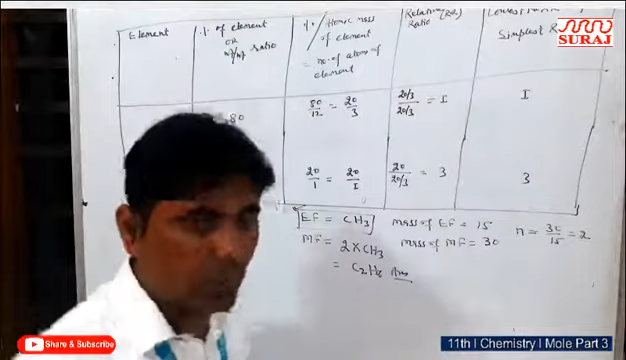 Element
% of element
OR
w/w ratio
% / Atomic mass
of element
= no. of atoms of
element
Relative
Ratio
Simplest
SURAJ
80
80/12 = 20/3
20/3 / 20/3 = 1
1
20/1 = 20/1
20 / 20/3 = 3
3
EF = CH3
mass of EF = 15
n = 30/15 = 2
MF = 2 x CH3
mass of MF = 30
= C2H6 Ans
Share & Subscribe
11th | Chemistry | Mole Part 3